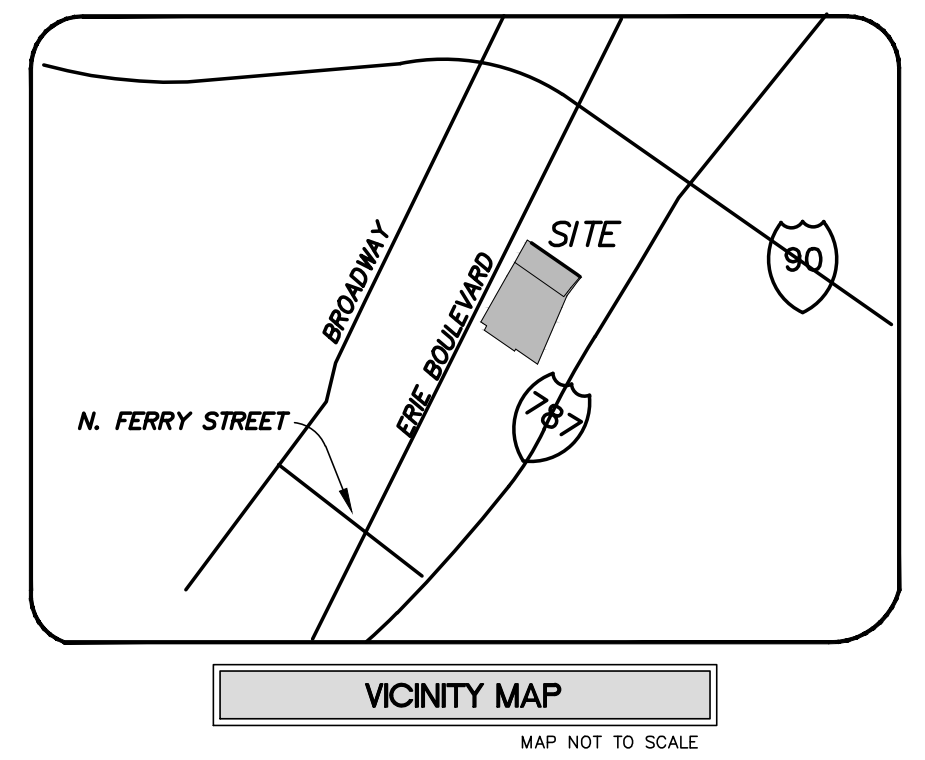 SITE
90
BROADWAY
ERIE BOULEVARD
787
N. FERRY STREET
VICINITY MAP
MAP NOT TO SCALE